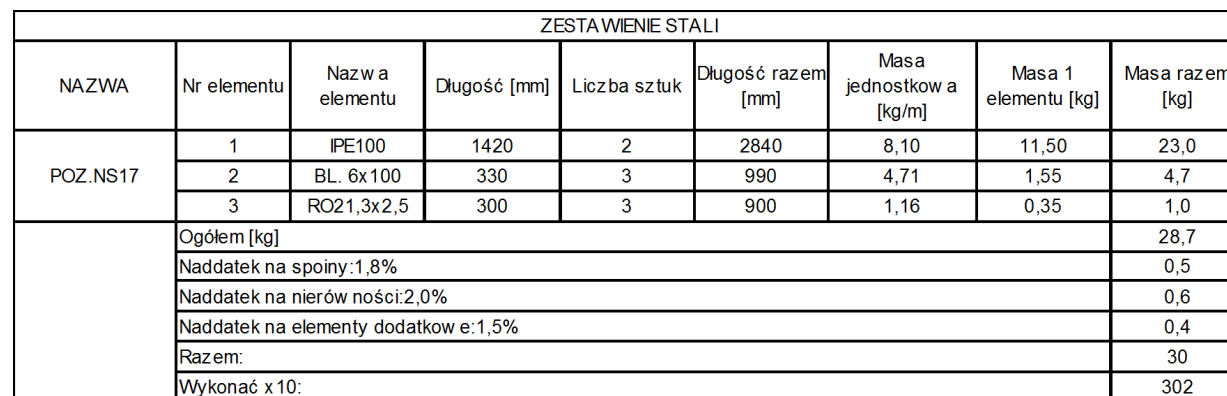 ZESTAWIENIE STALI
NAZWA Nr elementu Nazwa elementu Długość [mm] Liczba sztuk Długość razem [mm] Masa jednostkowa [kg/m] Masa 1 elementu [kg] Masa razem [kg]
POZ.NS17 1 IPE100 1420 2 2840 8,10 11,50 23,0
2 BL. 6x100 330 3 990 4,71 1,55 4,7
3 RO21,3x2,5 300 3 900 1,16 0,35 1,0
Ogółem [kg] 28,7
Naddatek na spoiny:1,8% 0,5
Naddatek na nierówności:2,0% 0,6
Naddatek na elementy dodatkowe:1,5% 0,4
Razem: 30
Wykonać x10: 302